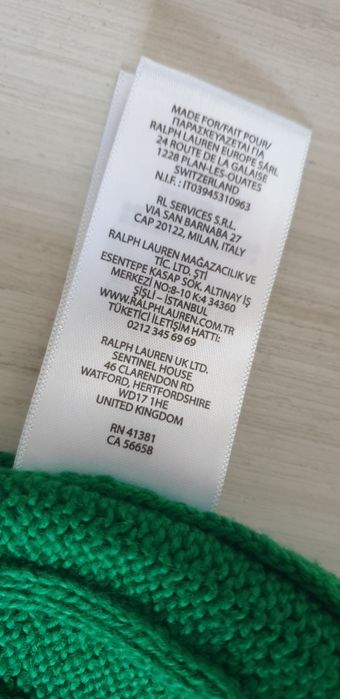 MADE FOR/FAIT POUR/
ΠΑΡΑΣΚΕΥΑΖΕΤΑΙ ΓΙΑ
RALPH LAUREN EUROPE SÁRL
24 ROUTE DE LA GALAISE
1228 PLAN-LES-OUATES
SWITZERLAND
N.I.F. : IT03945310963
RL SERVICES S.R.L.
VIA SAN BARNABA 27
CAP 20122, MILAN, ITALY
RALPH LAUREN MAĞAZACILIK VE
TİC. LTD. ŞTİ
ESENTEPE KASAP SOK. ALTINAY İŞ
MERKEZİ NO:8-10 K:4 34360
ŞİŞLİ – İSTANBUL
WWW.RALPHLAUREN.COM.TR
TÜKETİCİ İLETİŞİM HATTI:
0212 345 69 69
RALPH LAUREN UK LTD.
SENTINEL HOUSE
46 CLARENDON RD
WATFORD, HERTFORDSHIRE
WD17 1HE
UNITED KINGDOM
RN 41381
CA 56658